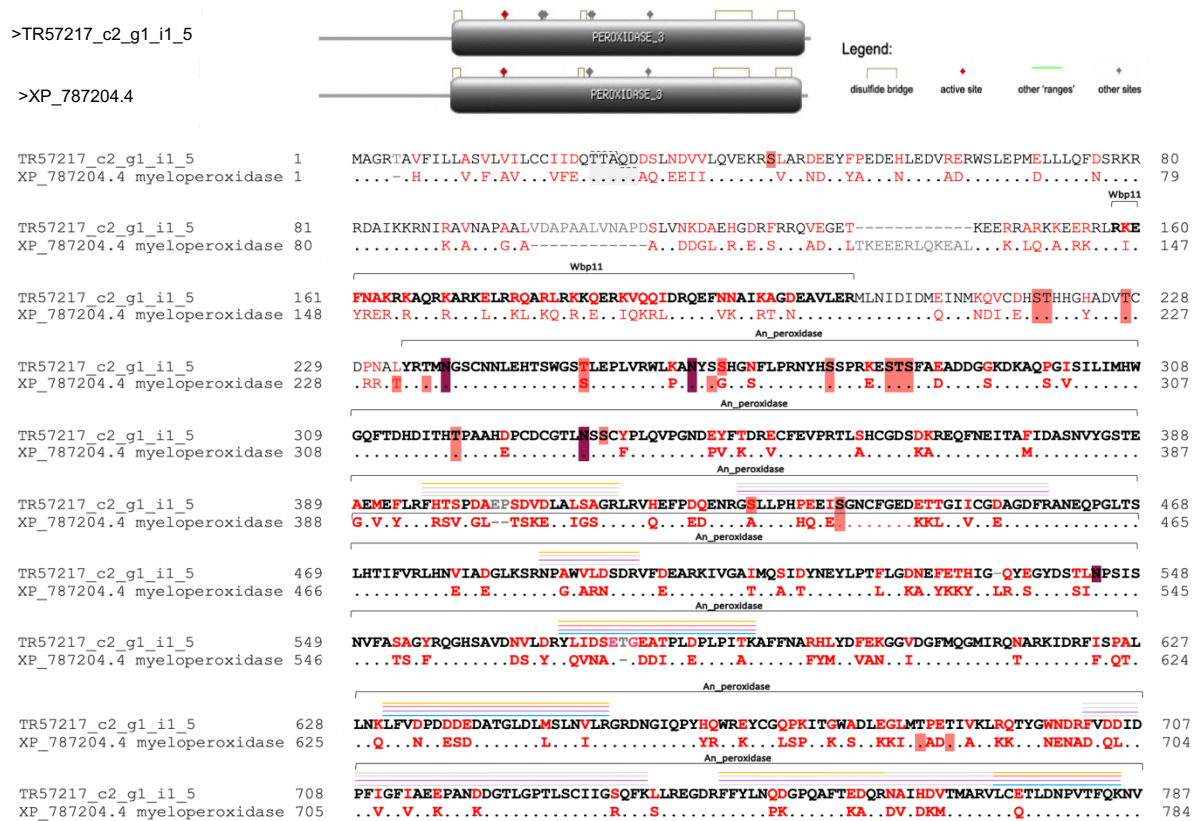 >TR57217_c2_g1_i1_5
PEROXIDASE_3
>XP_787204.4
PEROXIDASE_3
Legend:
disulfide bridge active site other 'ranges' other sites
TR57217_c2_g1_i1_5 1 MAGRTAVFILLASVLVILCCIIDQTTAQDDSLNDVVLQVEKRSLARDEEYFPEDEHLEDVRERWSLEPMELLLQFDSRKR 80
XP_787204.4 myeloperoxidase 1 ....-.H....V.F.AV...VFE......AQ.EEII.......V..ND..YA...N....AD.......D.....N.... 79
Wbp11
TR57217_c2_g1_i1_5 81 RDAIKKRNIRAVNAPAALVDAPAALVNAPDSLVNKDAEHGDRFRRQVEGET------------KEERRARKKEERRLRKE 160
XP_787204.4 myeloperoxidase 80 .........K.A...G.A------------A..DDGL.R.E.S...AD..LTKEEERLQKEAL.K.L.Q.A.RK....I. 147
Wbp11
TR57217_c2_g1_i1_5 161 FNAKRKAQRKARKELRRQARLRKKQERKVQQIDRQEFNNAIKAGDEAVLERMLNIDIDMEINMKQVCDHSTHHGHADVTC 228
XP_787204.4 myeloperoxidase 148 YRER.R...R...L..KL.KQ.R.E..IQKRL....VK..RT.N...............Q...NDI.E......Y..... 227
An_peroxidase
TR57217_c2_g1_i1_5 229 DPNALYRTMNGSCNNLEHTSWGSTLEPLVRWLKANYSSHGNFLPRNYHSSPRKESTSFAEADDGGKDKAQPGISILIMHW 308
XP_787204.4 myeloperoxidase 228 .RR.T..................S........P....G.S............E......D.....S....S.V....... 307
An_peroxidase
TR57217_c2_g1_i1_5 309 GQFTDHDITHTPAAHDPCDCGTLNSSCYPLQVPGNDEYFTDRECFEVPRTLSHCGDSDKREQFNEITAFIDASNVYGSTE 388
XP_787204.4 myeloperoxidase 308 ...............E...........F........PV.K..V........A.....KA.........M........... 387
An_peroxidase
TR57217_c2_g1_i1_5 389 AEMEFLRFHTSPDAEPSDVDLALSAGRLRVHEFPDQENRGSLLPHPEEISGNCFGEDETTGIICGDAGDFRANEQPGLTS 468
XP_787204.4 myeloperoxidase 388 G.V.Y...RSV.GL--TSKE..IGS.....Q....ED...A....HQ.E........KKL..V..E.............. 465
An_peroxidase
TR57217_c2_g1_i1_5 469 LHTIFVRLHNVIADGLKSRNPAWVLDSDRVFDEARKIVGAIMQSIDYNEYLPTFLGDNEFETHIG-QYEGYDSTLNPSIS 548
XP_787204.4 myeloperoxidase 466 ..........E..E.......G.ARN......E.......T..A.T......L...KA.YKKY..LR.S....SI..... 545
An_peroxidase
TR57217_c2_g1_i1_5 549 NVFASAGYRQGHSAVDNVLDRYLIDSETGEATPLDPLPITKAFFNARHLYDFEKGGVDGFMQGMIRQNARKIDRFISPAL 627
XP_787204.4 myeloperoxidase 546 ....TS.F........DS.Y..QVNA.-.DDI..E....A......FYM..VAN..I..........T.......F.QT. 624
An_peroxidase
TR57217_c2_g1_i1_5 628 LNKLFVDPDDDEDATGLDLMSLNVLRGRDNGIQPYHQWREYCGQPKITGWADLEGLMTPETIVKLRQTYGWNDRFVDDID 707
XP_787204.4 myeloperoxidase 625 ..Q...N..ESD.......L...I...........YR.K....LSP..K.S..KKI..AD..A..KK...NENAD.QL.. 704
An_peroxidase
TR57217_c2_g1_i1_5 708 PFIGFIAEEPANDDGTLGPTLSCIIGSQFKLLREGDRFFYLNQDGPQAFTEDQRNAIHDVTMARVLCETLDNPVTFQKNV 787
XP_787204.4 myeloperoxidase 705 ..V..V..K...K.............R...............PK......KA..DV.DKM.......Q............ 784